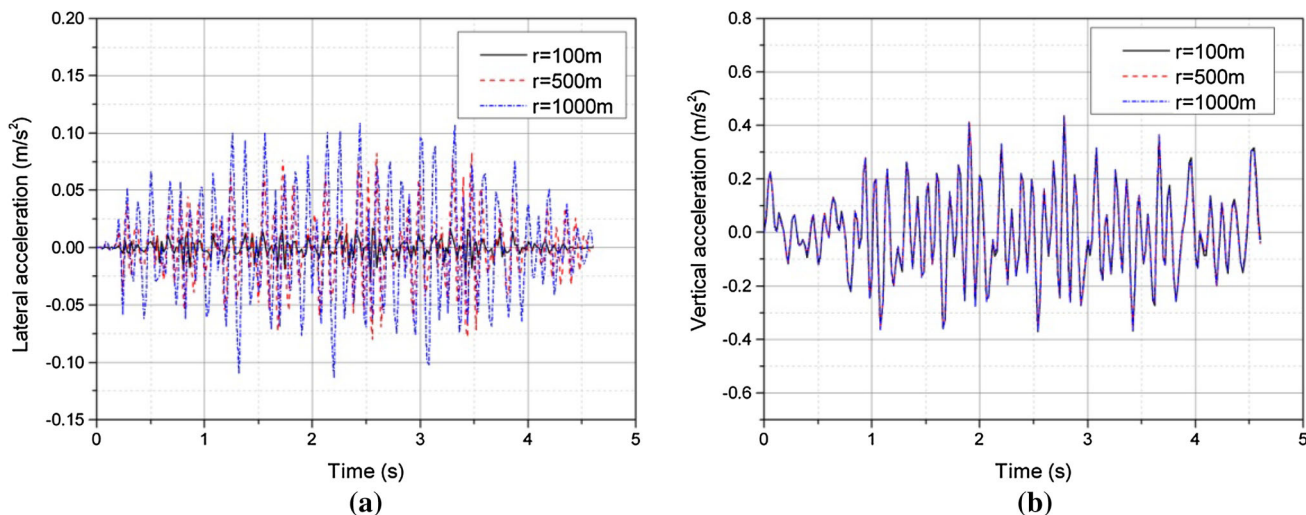 0.20
0.15
0.10
0.05
0.00
-0.05
-0.10
-0.15
Lateral acceleration (m/s²)
r=100m
r=500m
r=1000m
0 1 2 3 4 5
Time (s)
(a)
0.8
0.6
0.4
0.2
0.0
-0.2
-0.4
-0.6
Vertical acceleration (m/s²)
r=100m
r=500m
r=1000m
0 1 2 3 4 5
Time (s)
(b)